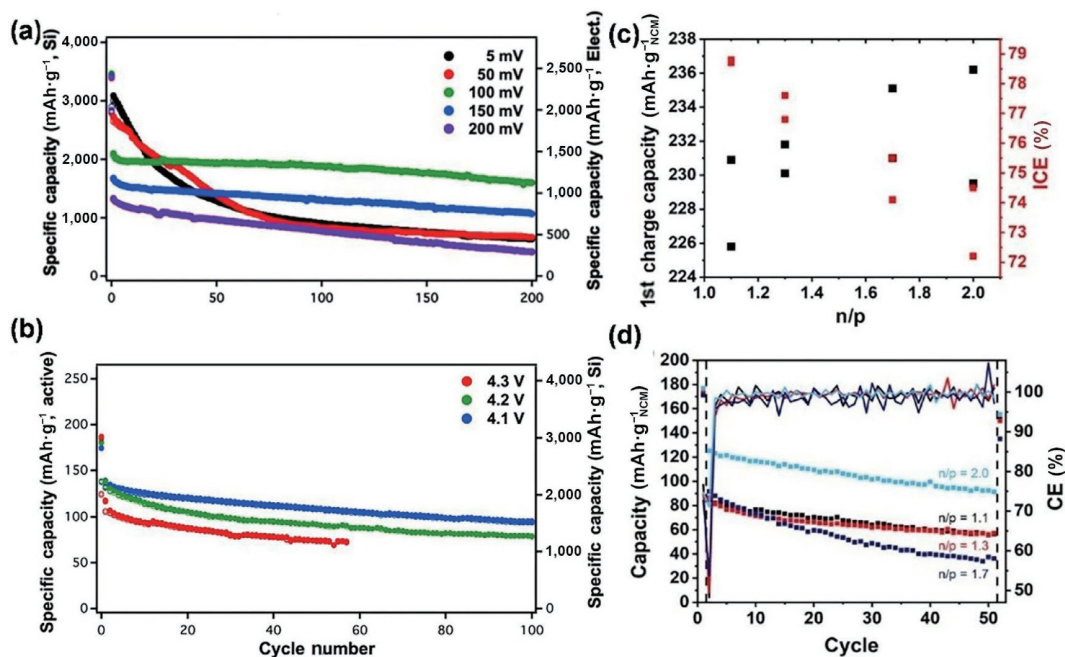 (a)
Specific capacity (mAh·g⁻¹, Si)
4,000
3,000
2,000
1,000
0
5 mV
50 mV
100 mV
150 mV
200 mV
2,500
2,000
1,500
1,000
500
0
Specific capacity (mAh·g⁻¹, Elect.)
0
50
100
150
200
(b)
Specific capacity (mAh·g⁻¹, active)
250
200
150
100
50
0
4.3 V
4.2 V
4.1 V
4,000
3,000
2,000
1,000
0
Specific capacity (mAh·g⁻¹, Si)
0
20
40
60
80
100
Cycle number
(c)
1st charge capacity (mAh·g⁻¹NCM)
238
236
234
232
230
228
226
224
79
78
77
76
75
74
73
72
ICE (%)
1.0
1.2
1.4
1.6
1.8
2.0
n/p
(d)
Capacity (mAh·g⁻¹NCM)
200
180
160
140
120
100
80
60
40
20
0
n/p = 2.0
n/p = 1.1
n/p = 1.3
n/p = 1.7
100
90
80
70
60
50
CE (%)
0
10
20
30
40
50
Cycle